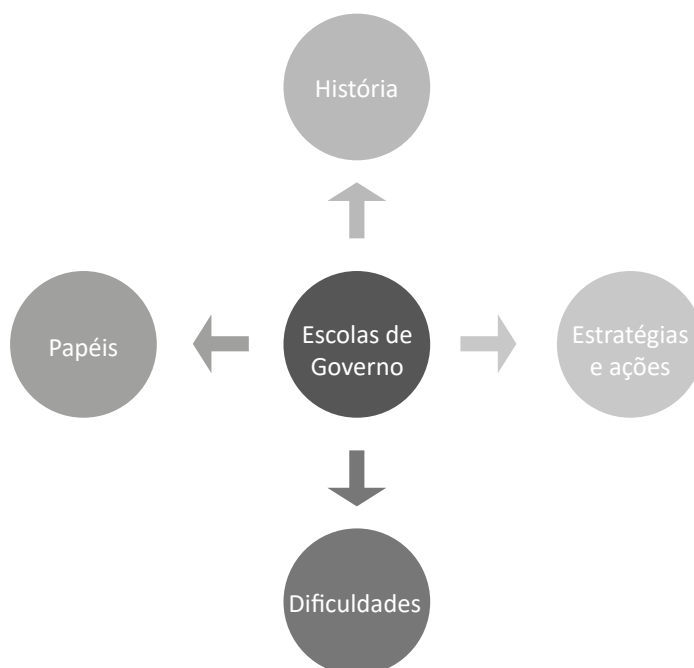 História
Papéis
Escolas de
Governo
Estratégias
e ações
Dificuldades